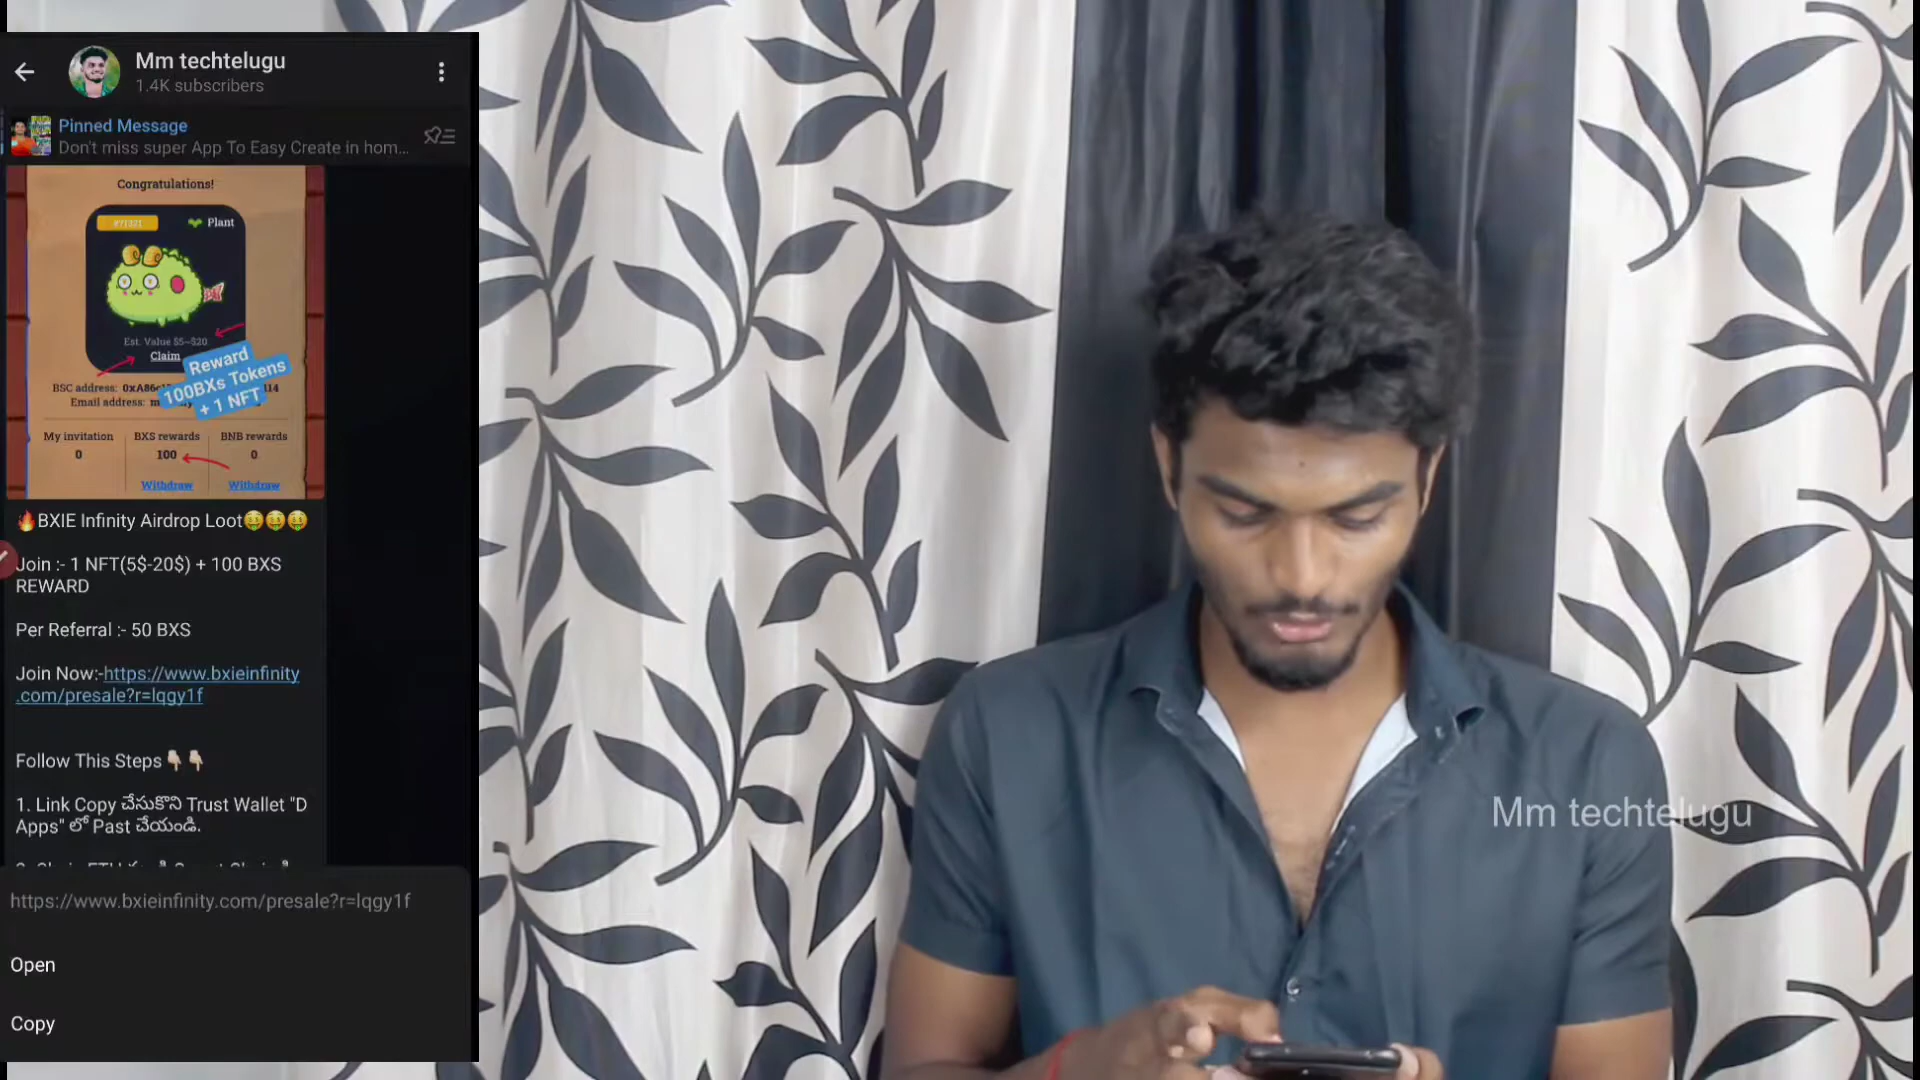 Mm techtelugu
1.4K subscribers
Pinned Message
Don't miss super App To Easy Create in hom...
Congratulations!
Plant
Est. Value $5~$20
Claim
Reward
100BXs Tokens
+ 1 NFT
BSC address:
Email address:
My invitation
BXS rewards
BNB rewards
0
100
0
Withdraw
Withdraw
🔥BXIE Infinity Airdrop Loot🤑🤑🤑
Join :- 1 NFT(5$-20$) + 100 BXS
REWARD
Per Referral :- 50 BXS
Join Now:-https://www.bxieinfinity
.com/presale?r=lqgy1f
Follow This Steps👇🏻👇🏻
1. Link Copy చేసుకొని Trust Wallet "D
Apps" లో Past చేయండి.
https://www.bxieinfinity.com/presale?r=lqgy1f
Open
Copy
Mm techtelugu